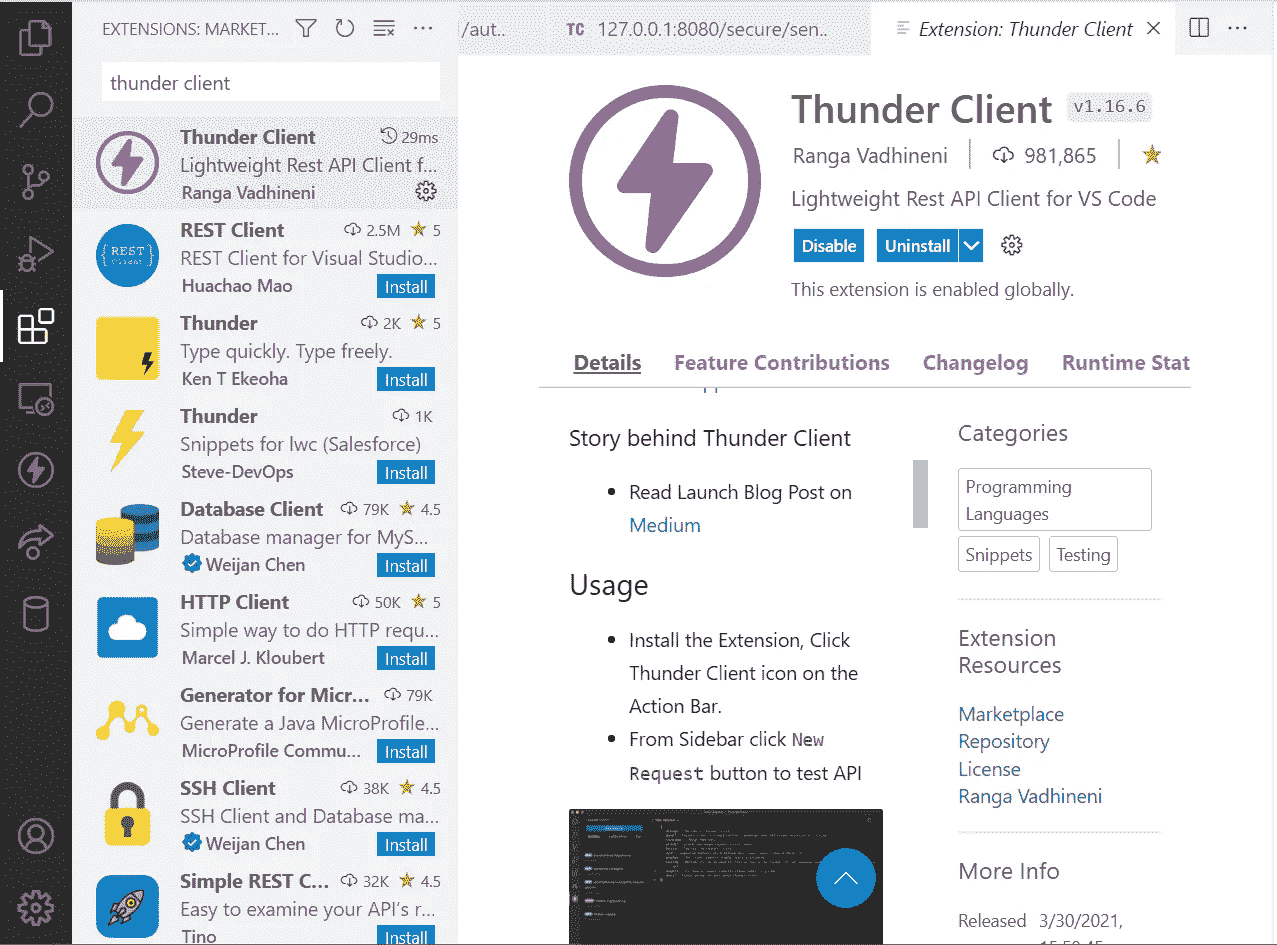 EXTENSIONS: MARKET...
thunder client
Thunder Client 29ms
Lightweight Rest API Client f...
Ranga Vadhineni
{REST}
Client
REST Client 2.5M 5
REST Client for Visual Studio...
Huachao Mao Install
Thunder 2K 5
Type quickly. Type freely.
Ken T Ekeoha Install
Thunder 1K
Snippets for lwc (Salesforce)
Steve-DevOps Install
Database Client 79K 4.5
Database manager for MyS...
Weijan Chen Install
HTTP Client 50K 5
Simple way to do HTTP requ...
Marcel J. Kloubert Install
Generator for Micr... 79K
Generate a Java MicroProfile...
MicroProfile Commu... Install
SSH Client 38K 4.5
SSH Client and Database ma...
Weijan Chen Install
Simple REST C... 32K 4.5
Easy to examine your API's r...
Tino Install
/aut.. TC 127.0.0.1:8080/secure/sen.. Extension: Thunder Client
Thunder Client v1.16.6
Ranga Vadhineni 981,865
Lightweight Rest API Client for VS Code
Disable Uninstall
This extension is enabled globally.
Details Feature Contributions Changelog Runtime Stat
Story behind Thunder Client
• Read Launch Blog Post on
Medium
Usage
• Install the Extension, Click
Thunder Client icon on the
Action Bar.
• From Sidebar click New
Request button to test API
Categories
Programming
Languages
Snippets Testing
Extension
Resources
Marketplace
Repository
License
Ranga Vadhineni
More Info
Released 3/30/2021,